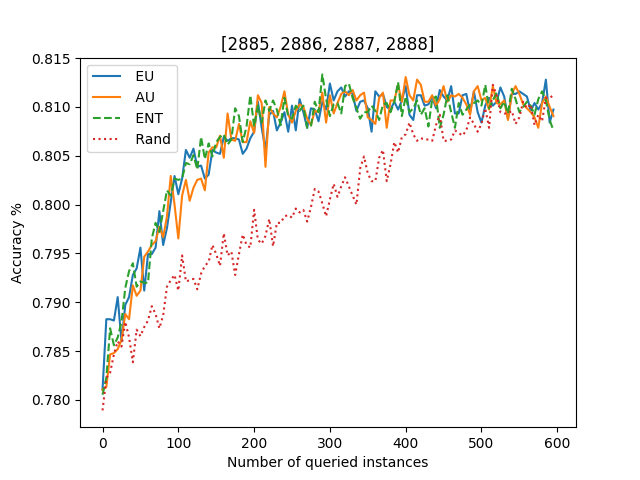 [2885, 2886, 2887, 2888]
EU
AU
ENT
Rand
0.815
0.810
0.805
0.800
0.795
0.790
0.785
0.780
Accuracy %
0 100 200 300 400 500 600
Number of queried instances